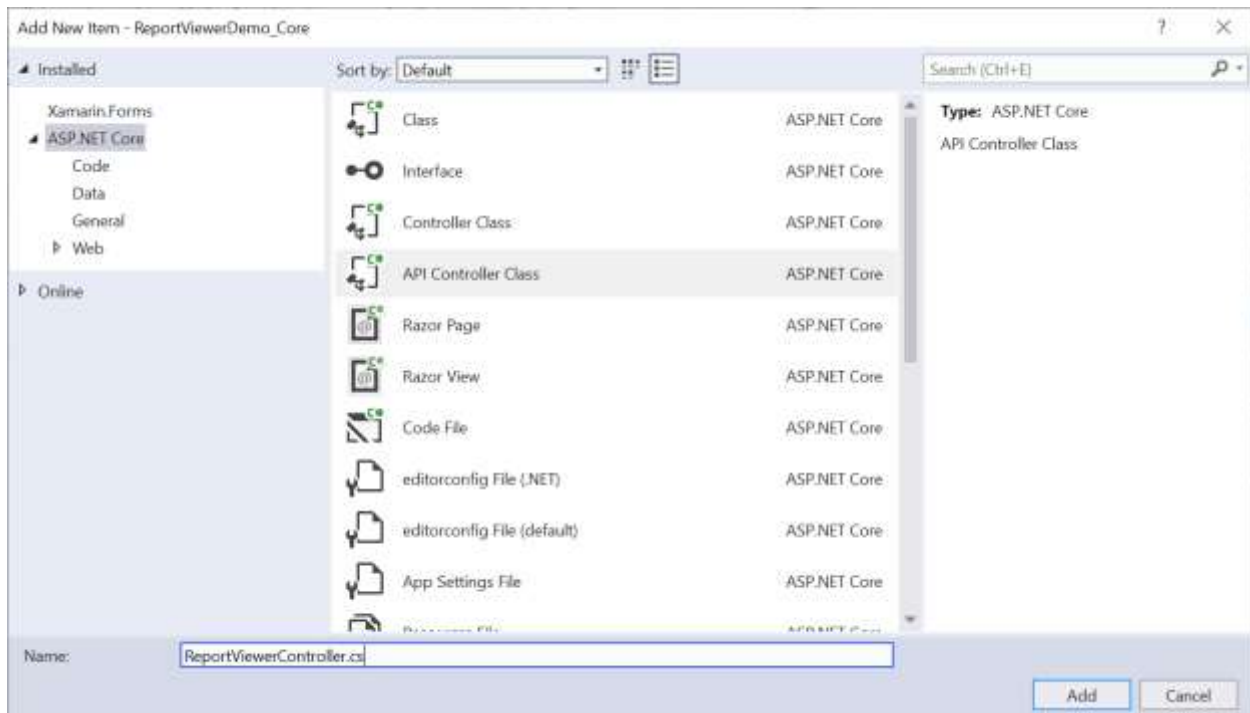 Add New Item - ReportViewerDemo_Core ? ×
Installed
Sort by: Default
Search (Ctrl+E)
Xamarin.Forms
ASP.NET Core
Code
Data
General
Web
Online
Class ASP.NET Core
Interface ASP.NET Core
Controller Class ASP.NET Core
API Controller Class ASP.NET Core
Razor Page ASP.NET Core
Razor View ASP.NET Core
Code File ASP.NET Core
editorconfig File (.NET) ASP.NET Core
editorconfig File (default) ASP.NET Core
App Settings File ASP.NET Core
Type: ASP.NET Core
API Controller Class
Name: ReportViewerController.cs
Add Cancel